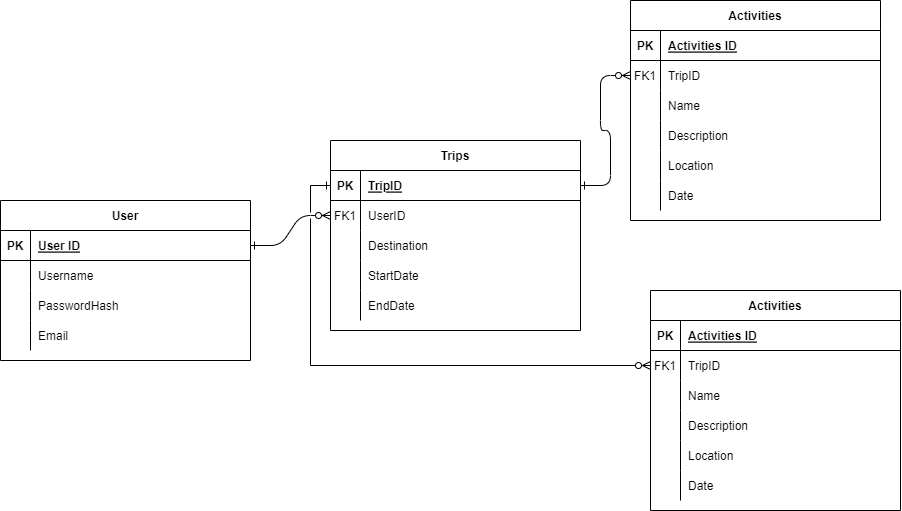 Activities
PK Activities ID
FK1 TripID
Name
Description
Location
Date
Trips
PK TripID
FK1 UserID
Destination
StartDate
EndDate
User
PK User ID
Username
PasswordHash
Email
Activities
PK Activities ID
FK1 TripID
Name
Description
Location
Date